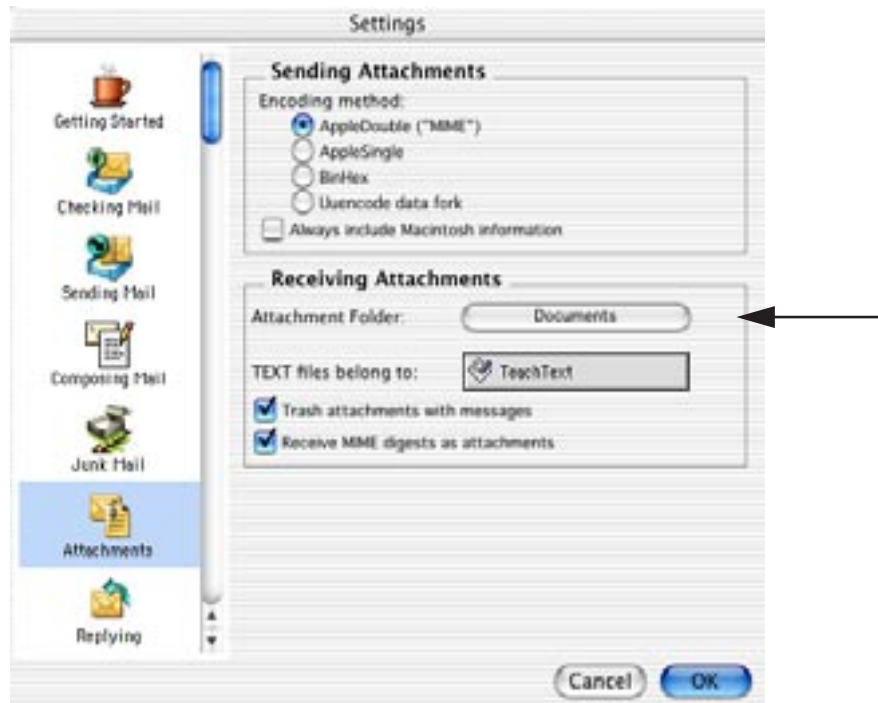 Settings
Getting Started
Checking Mail
Sending Mail
Composing Mail
Junk Mail
Attachments
Replying
Sending Attachments
Encoding method:
AppleDouble ("MIME")
AppleSingle
BinHex
Uuencode data fork
Always include Macintosh information
Receiving Attachments
Attachment Folder: Documents
TEXT files belong to: TeachText
Trash attachments with messages
Receive MIME digests as attachments
Cancel OK